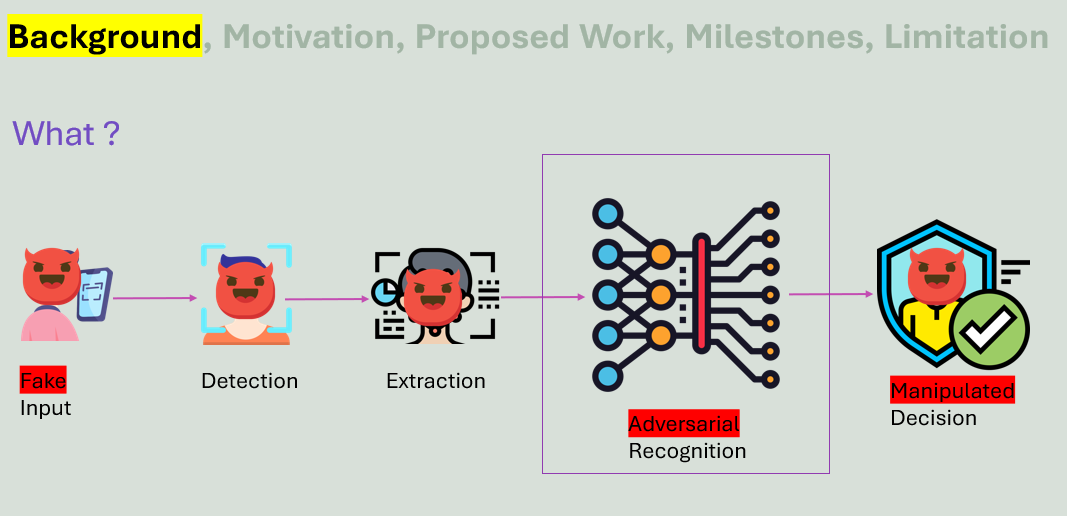 Background, Motivation, Proposed Work, Milestones, Limitation
What ?
Fake
Input
Detection
Extraction
Adversarial
Recognition
Manipulated
Decision